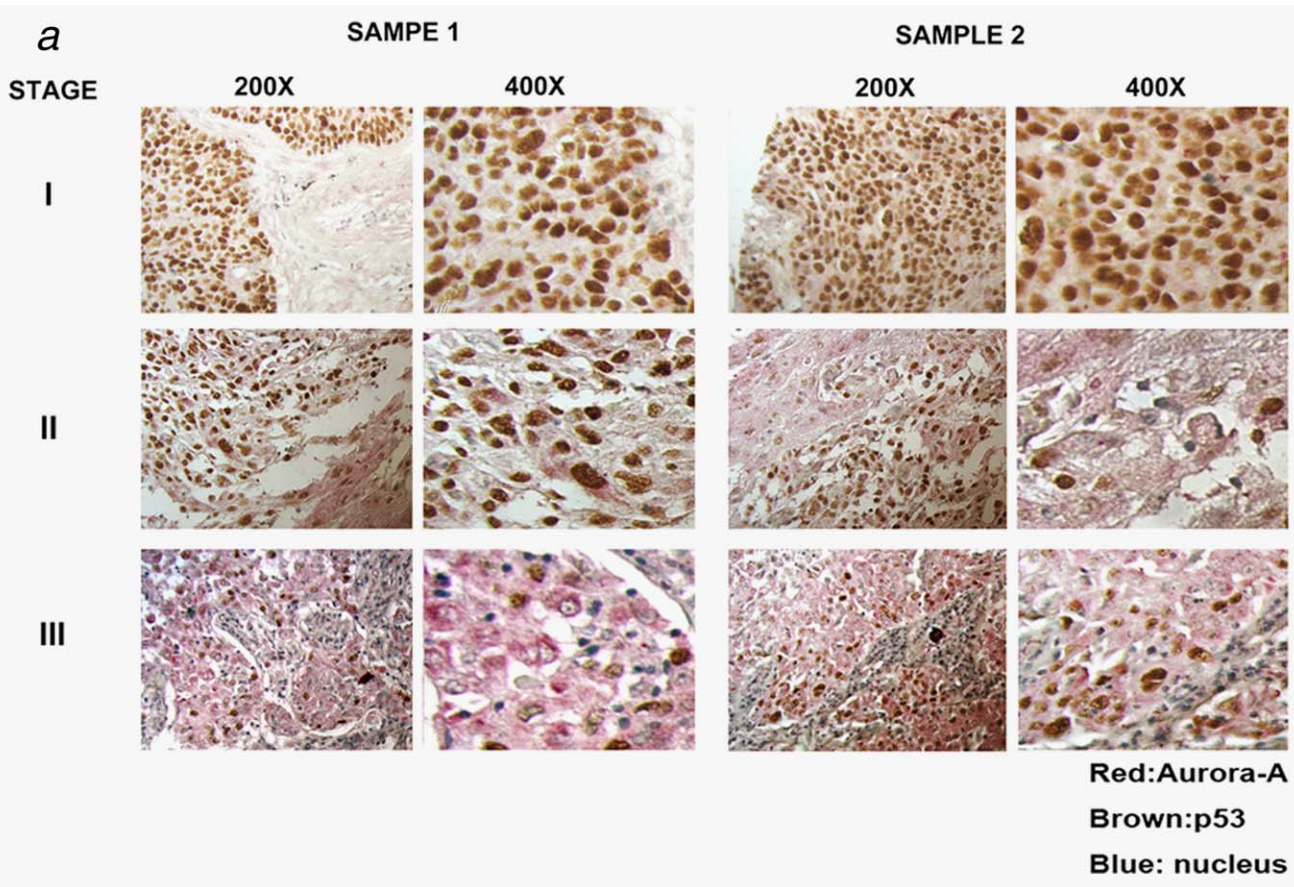 a
SAMPE 1
SAMPLE 2
STAGE
200X
400X
200X
400X
I
II
III
Red:Aurora-A
Brown:p53
Blue: nucleus